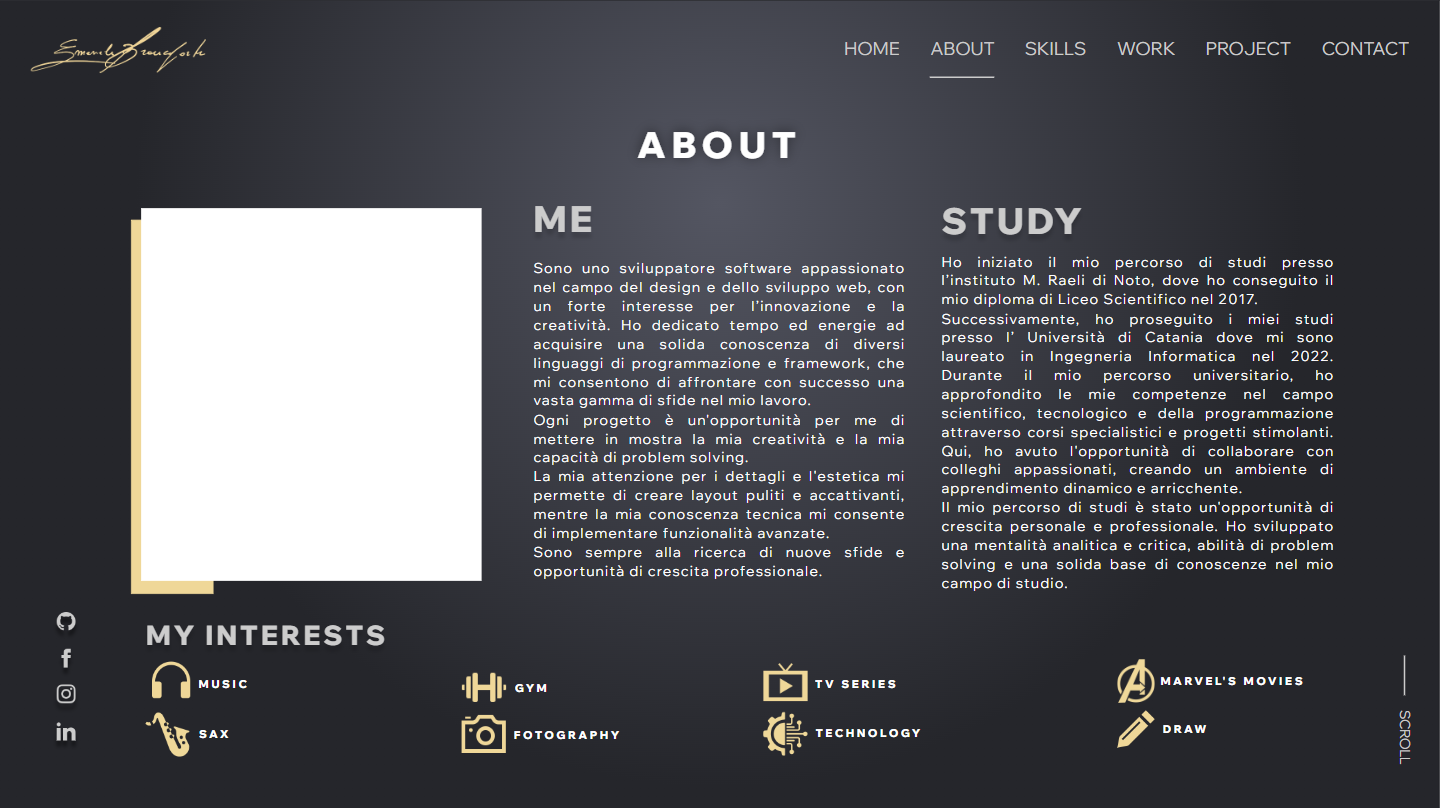 HOME ABOUT SKILLS WORK PROJECT CONTACT
ABOUT
ME
Sono uno sviluppatore software appassionato
nel campo del design e dello sviluppo web, con
un forte interesse per l'innovazione e la
creatività. Ho dedicato tempo ed energie ad
acquisire una solida conoscenza di diversi
linguaggi di programmazione e framework, che
mi consentono di affrontare con successo una
vasta gamma di sfide nel mio lavoro.
Ogni progetto è un'opportunità per me di
mettere in mostra la mia creatività e la mia
capacità di problem solving.
La mia attenzione per i dettagli e l'estetica mi
permette di creare layout puliti e accattivanti,
mentre la mia conoscenza tecnica mi consente
di implementare funzionalità avanzate.
Sono sempre alla ricerca di nuove sfide e
opportunità di crescita professionale.
STUDY
Ho iniziato il mio percorso di studi presso
l'instituto M. Raeli di Noto, dove ho conseguito il
mio diploma di Liceo Scientifico nel 2017.
Successivamente, ho proseguito i miei studi
presso l' Università di Catania dove mi sono
laureato in Ingegneria Informatica nel 2022.
Durante il mio percorso universitario, ho
approfondito le mie competenze nel campo
scientifico, tecnologico e della programmazione
attraverso corsi specialistici e progetti stimolanti.
Qui, ho avuto l'opportunità di collaborare con
colleghi appassionati, creando un ambiente di
apprendimento dinamico e arricchente.
Il mio percorso di studi è stato un'opportunità di
crescita personale e professionale. Ho sviluppato
una mentalità analitica e critica, abilità di problem
solving e una solida base di conoscenze nel mio
campo di studio.
MY INTERESTS
MUSIC
GYM
TV SERIES
MARVEL'S MOVIES
SAX
FOTOGRAPHY
TECHNOLOGY
DRAW
SCROLL